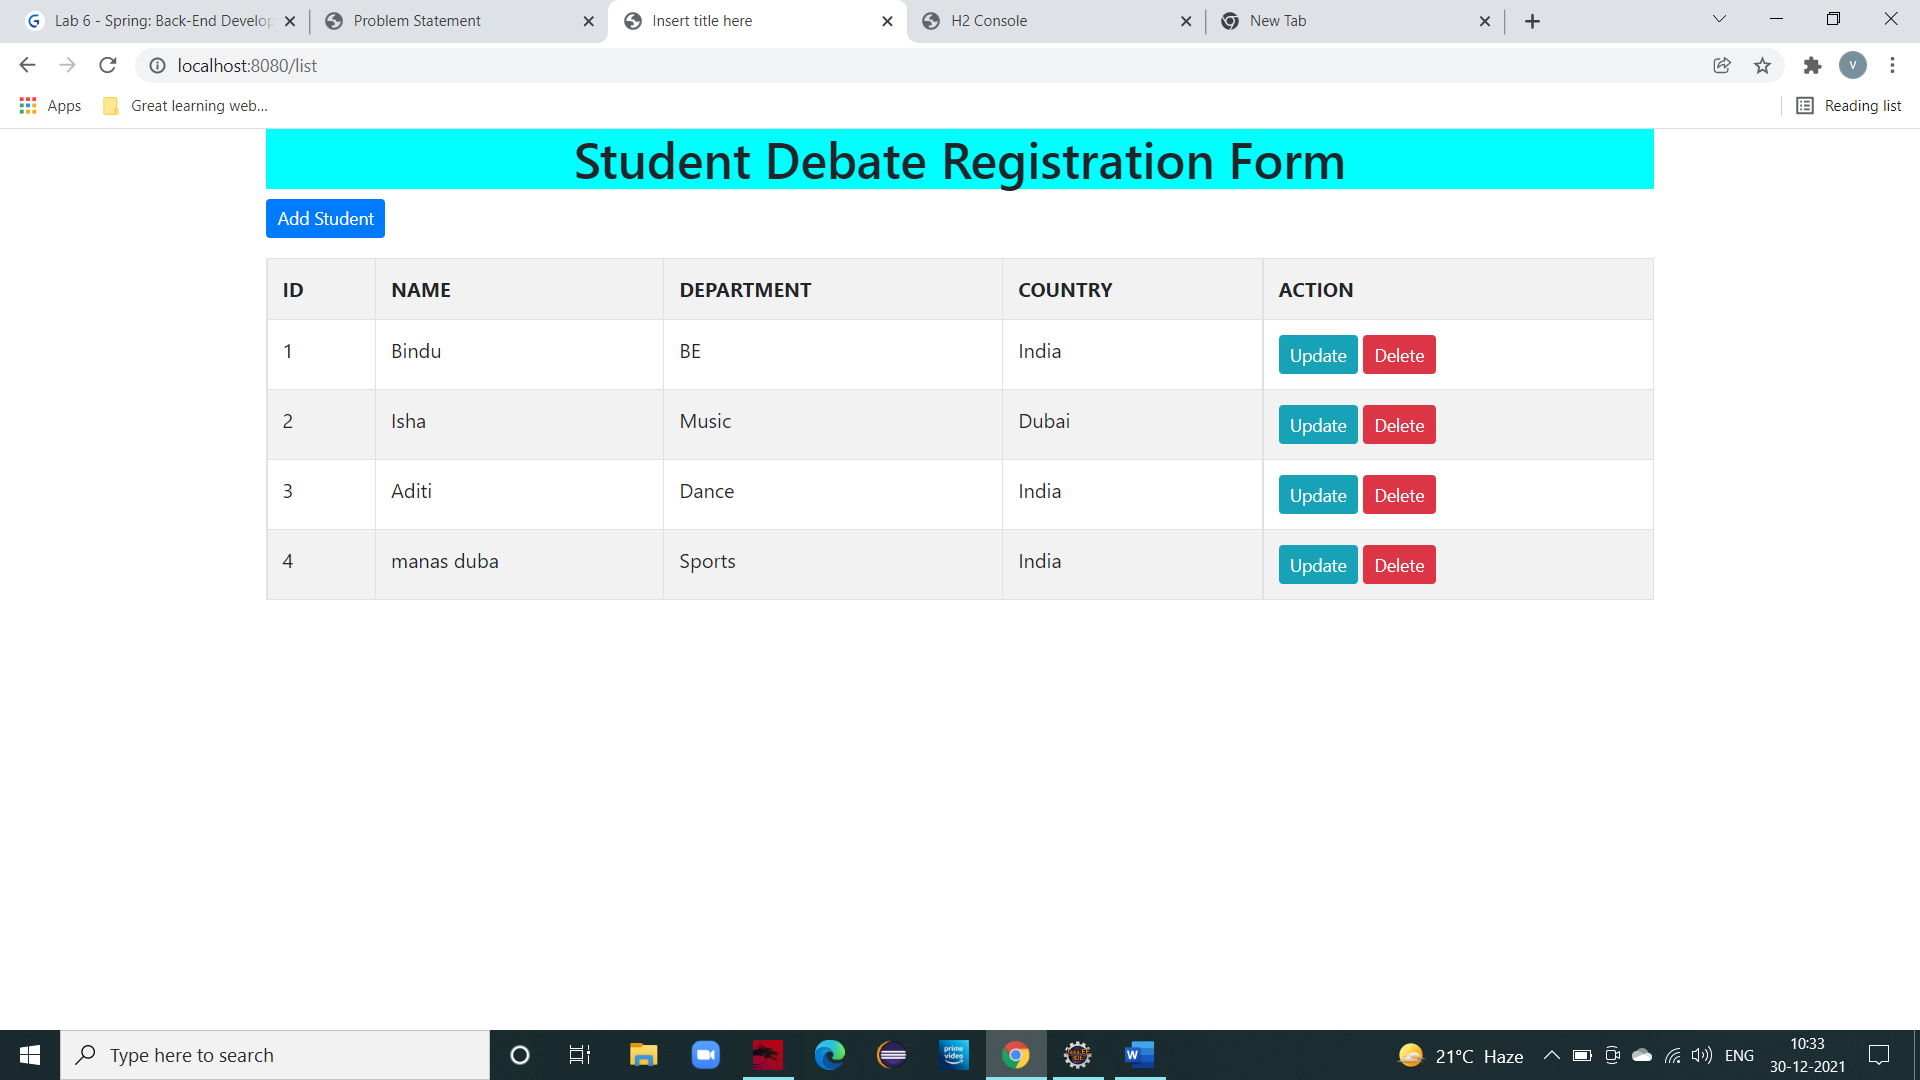 Lab 6 - Spring: Back-End Develop
Problem Statement
Insert title here
H2 Console
New Tab
localhost:8080/list
V
Apps
Great learning web...
Reading list
Student Debate Registration Form
Add Student
ID NAME DEPARTMENT COUNTRY ACTION
1 Bindu BE India Update Delete
2 Isha Music Dubai Update Delete
3 Aditi Dance India Update Delete
4 manas duba Sports India Update Delete
Type here to search
prime video
W
21°C Haze
ENG
10:33
30-12-2021